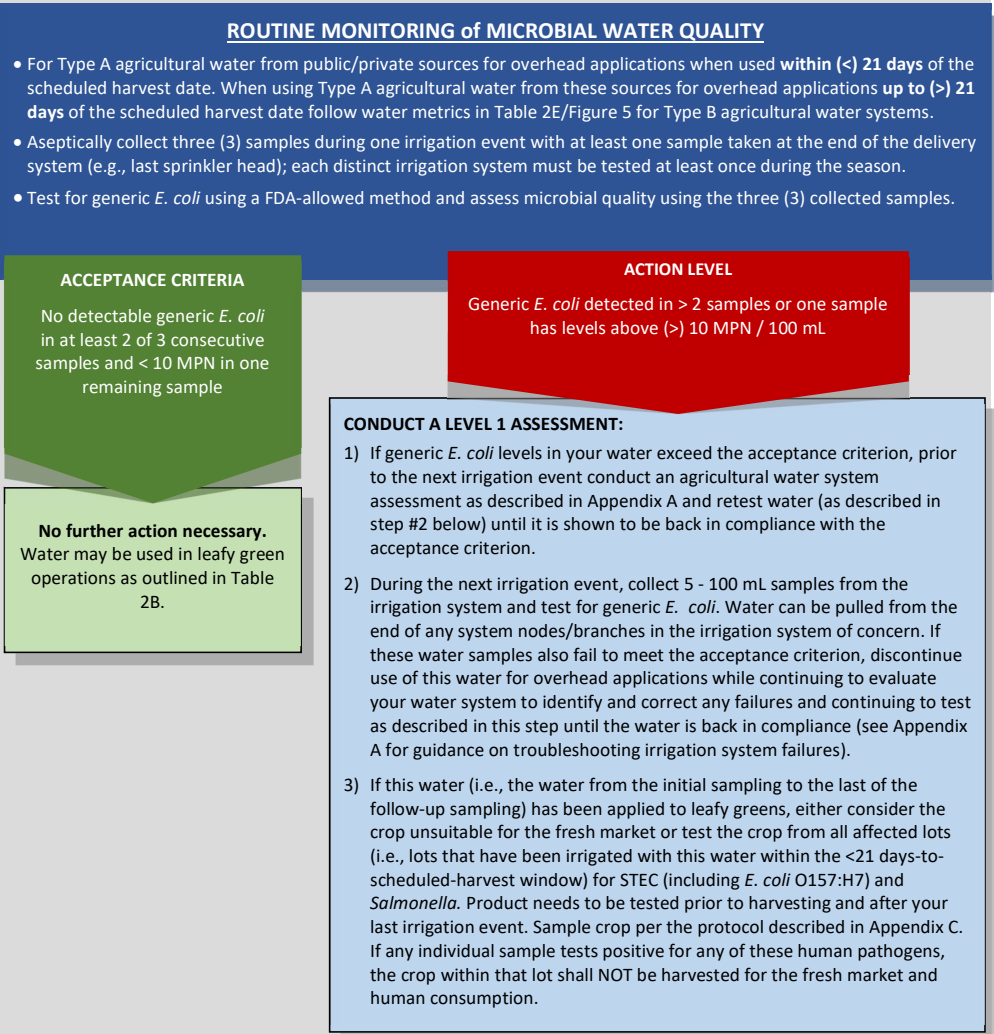 ROUTINE MONITORING of MICROBIAL WATER QUALITY
• For Type A agricultural water from public/private sources for overhead applications when used within (<) 21 days of the
scheduled harvest date. When using Type A agricultural water from these sources for overhead applications up to (>) 21
days of the scheduled harvest date follow water metrics in Table 2E/Figure 5 for Type B agricultural water systems.
• Aseptically collect three (3) samples during one irrigation event with at least one sample taken at the end of the delivery
system (e.g., last sprinkler head); each distinct irrigation system must be tested at least once during the season.
• Test for generic E. coli using a FDA-allowed method and assess microbial quality using the three (3) collected samples.
ACCEPTANCE CRITERIA
No detectable generic E. coli
in at least 2 of 3 consecutive
samples and < 10 MPN in one
remaining sample
No further action necessary.
Water may be used in leafy green
operations as outlined in Table
2B.
ACTION LEVEL
Generic E. coli detected in > 2 samples or one sample
has levels above (>) 10 MPN / 100 mL
CONDUCT A LEVEL 1 ASSESSMENT:
1) If generic E. coli levels in your water exceed the acceptance criterion, prior
to the next irrigation event conduct an agricultural water system
assessment as described in Appendix A and retest water (as described in
step #2 below) until it is shown to be back in compliance with the
acceptance criterion.
2) During the next irrigation event, collect 5 - 100 mL samples from the
irrigation system and test for generic E. coli. Water can be pulled from the
end of any system nodes/branches in the irrigation system of concern. If
these water samples also fail to meet the acceptance criterion, discontinue
use of this water for overhead applications while continuing to evaluate
your water system to identify and correct any failures and continuing to test
as described in this step until the water is back in compliance (see Appendix
A for guidance on troubleshooting irrigation system failures).
3) If this water (i.e., the water from the initial sampling to the last of the
follow-up sampling) has been applied to leafy greens, either consider the
crop unsuitable for the fresh market or test the crop from all affected lots
(i.e., lots that have been irrigated with this water within the <21 days-to-
scheduled-harvest window) for STEC (including E. coli O157:H7) and
Salmonella. Product needs to be tested prior to harvesting and after your
last irrigation event. Sample crop per the protocol described in Appendix C.
If any individual sample tests positive for any of these human pathogens,
the crop within that lot shall NOT be harvested for the fresh market and
human consumption.